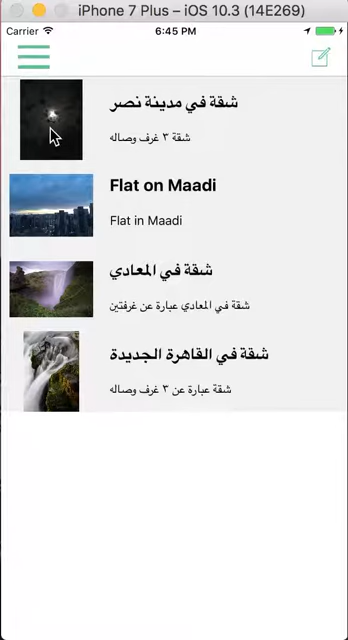 iPhone 7 Plus – iOS 10.3 (14E269)
Carrier 6:45 PM
شقة في مدينة نصر
شقة ٣ غرف وصاله
Flat on Maadi
Flat in Maadi
شقة في المعادي
شقة في المعادي عبارة عن غرفتين
شقة في القاهرة الجديدة
شقة عبارة عن ٣ غرف وصاله